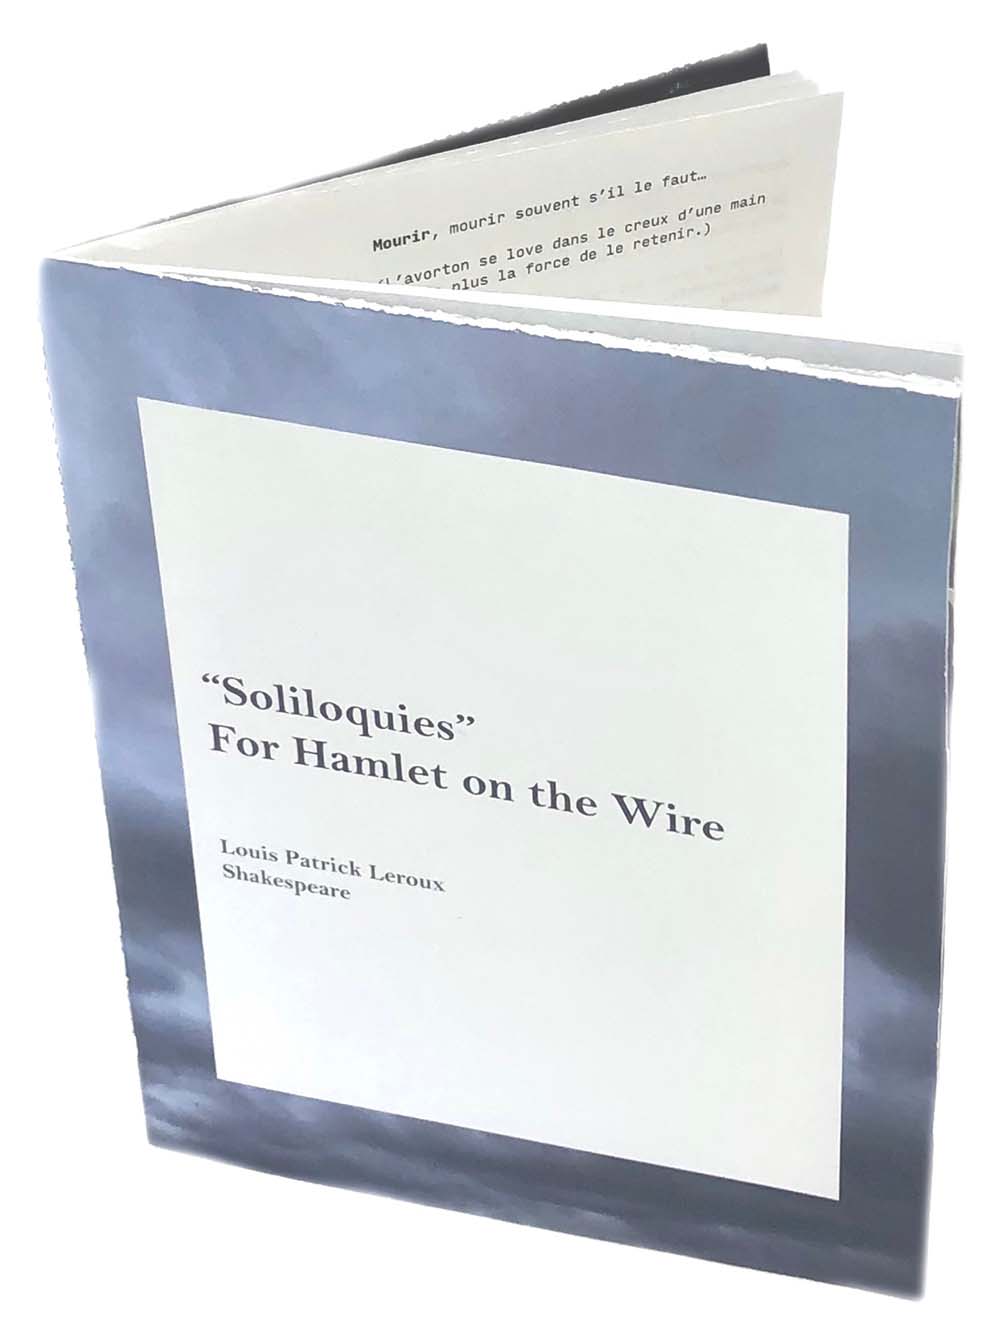 Mourir, mourir souvent s'il le faut…
(L'avorton se love dans le creux d'une main
plus la force de le retenir.)
“Soliloquies”
For Hamlet on the Wire
Louis Patrick Leroux
Shakespeare